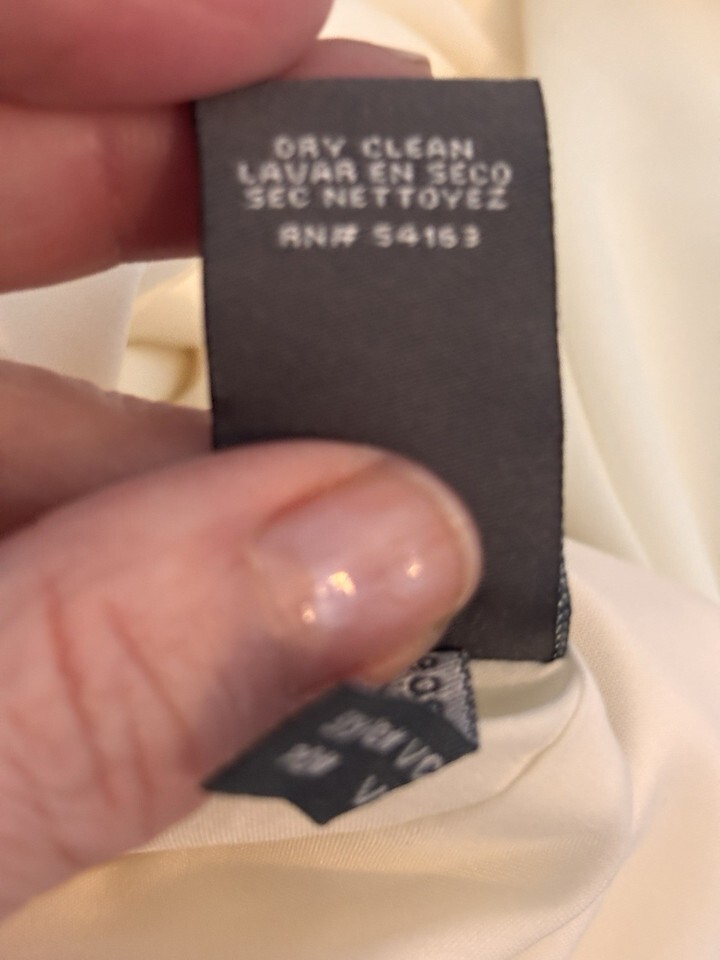 DRY CLEAN
LAVAR EN SECO
SEC NETTOYEZ
RN# 54163